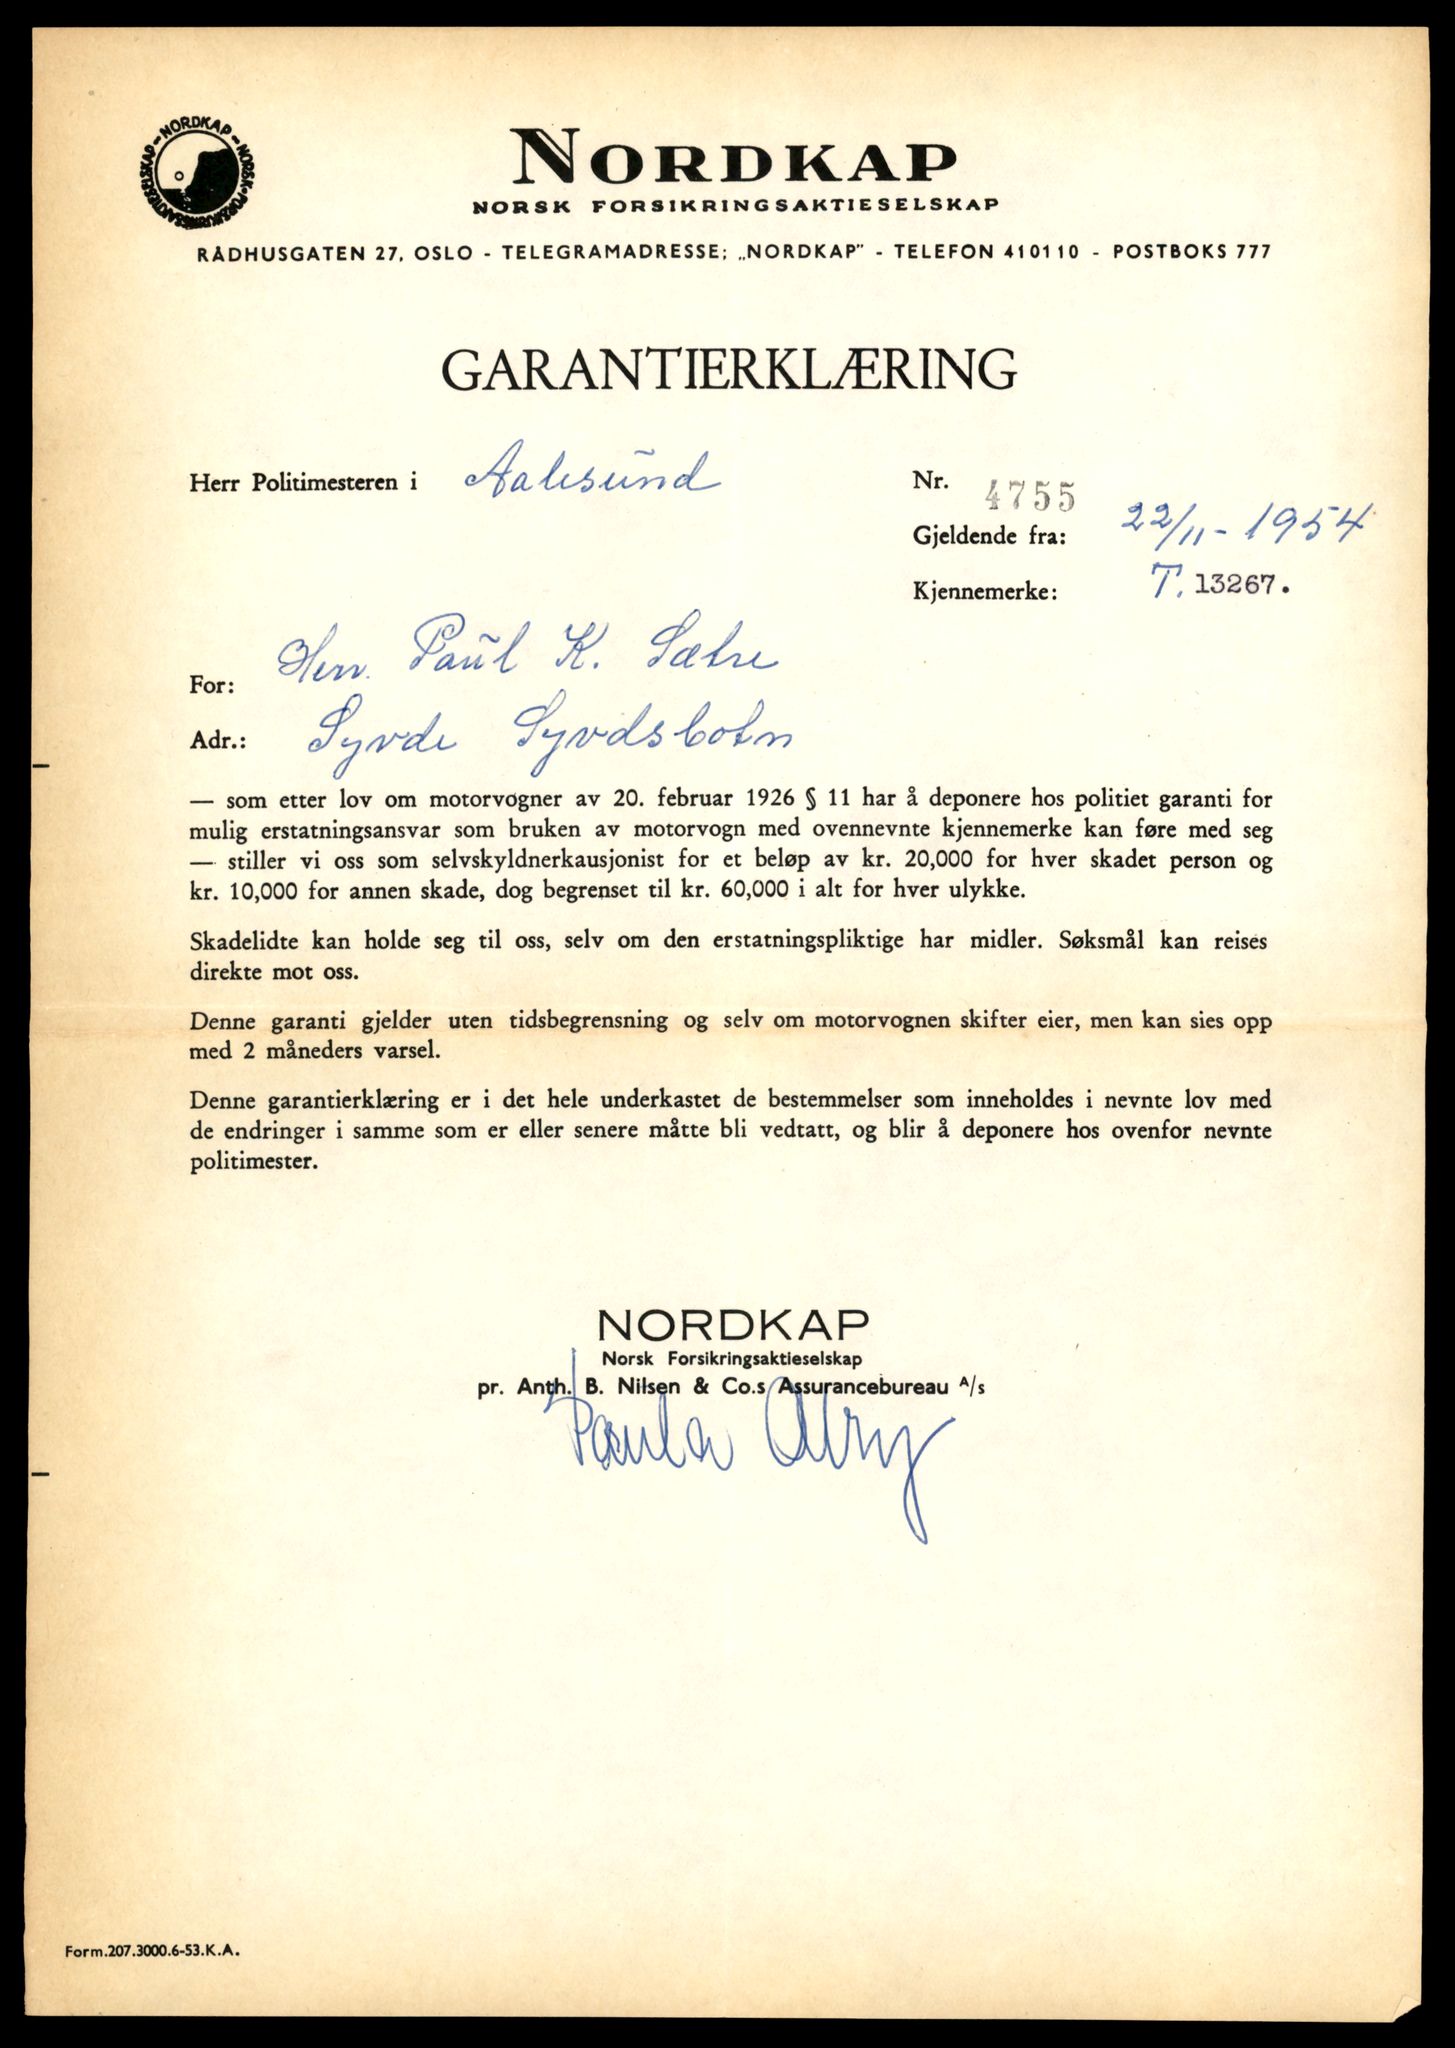 NORDKAP - NORSK - FORSIKRINGSAKTIESELSKAP -
NORDKAP
NORSK FORSIKRINGSAKTIESELSKAP
RÅDHUSGATEN 27, OSLO - TELEGRAMADRESSE; „NORDKAP" - TELEFON 410110 - POSTBOKS 777
GARANTIERKLÆRING
Herr Politimesteren i Aalesund
Nr. 4755
Gjeldende fra: 22/11-1954
Kjennemerke: T. 13267.
For: Herr. Paul K. Sætre
Adr.: Syvde Syvdsbotn
— som etter lov om motorvogner av 20. februar 1926 § 11 har å deponere hos politiet garanti for
mulig erstatningsansvar som bruken av motorvogn med ovennevnte kjennemerke kan føre med seg
— stiller vi oss som selvskyldnerkausjonist for et beløp av kr. 20,000 for hver skadet person og
kr. 10,000 for annen skade, dog begrenset til kr. 60,000 i alt for hver ulykke.
Skadelidte kan holde seg til oss, selv om den erstatningspliktige har midler. Søksmål kan reises
direkte mot oss.
Denne garanti gjelder uten tidsbegrensning og selv om motorvognen skifter eier, men kan sies opp
med 2 måneders varsel.
Denne garantierklæring er i det hele underkastet de bestemmelser som inneholdes i nevnte lov med
de endringer i samme som er eller senere måtte bli vedtatt, og blir å deponere hos ovenfor nevnte
politimester.
NORDKAP
Norsk Forsikringsaktieselskap
pr. Anth. B. Nilsen & Co.s Assurancebureau A/s
Paula
Form.207.3000.6-53.K.A.